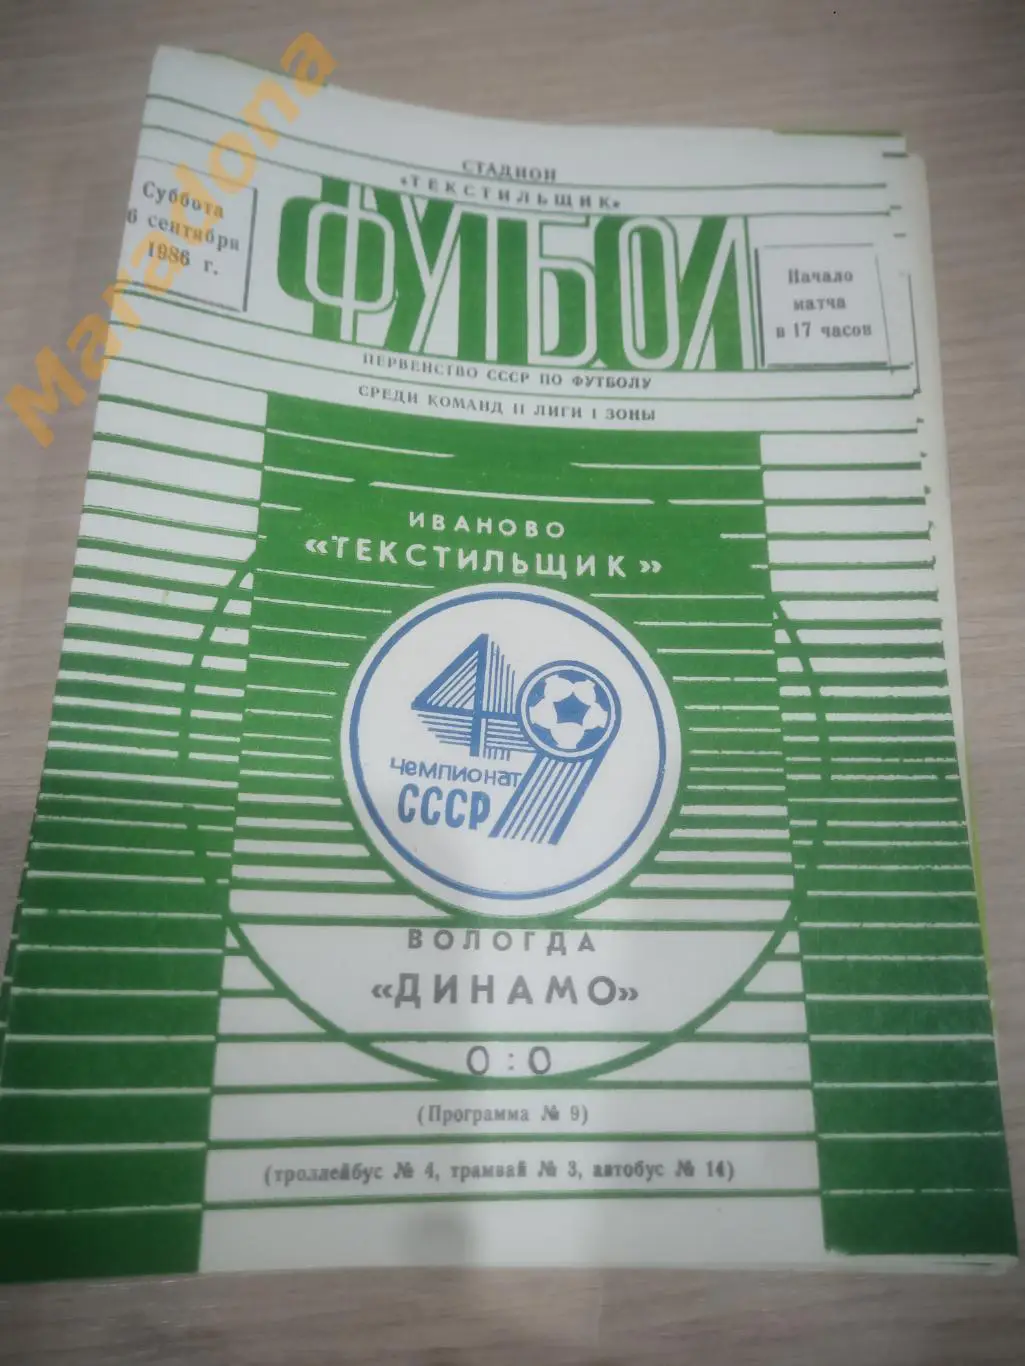 СТАДИОН
«ТЕКСТИЛЬЩИК»
Суббота
6 сентября
1986 г.
ФУТБОЛ
Начало
матча
в 17 часов
ПЕРВЕНСТВО СССР ПО ФУТБОЛУ
СРЕДИ КОМАНД II ЛИГИ I ЗОНЫ
ИВАНОВО
«ТЕКСТИЛЬЩИК»
49
чемпионат
СССР
ВОЛОГДА
«ДИНАМО»
0:0
(Программа № 9)
(троллейбус № 4, трамвай № 3, автобус № 14)
Maradona